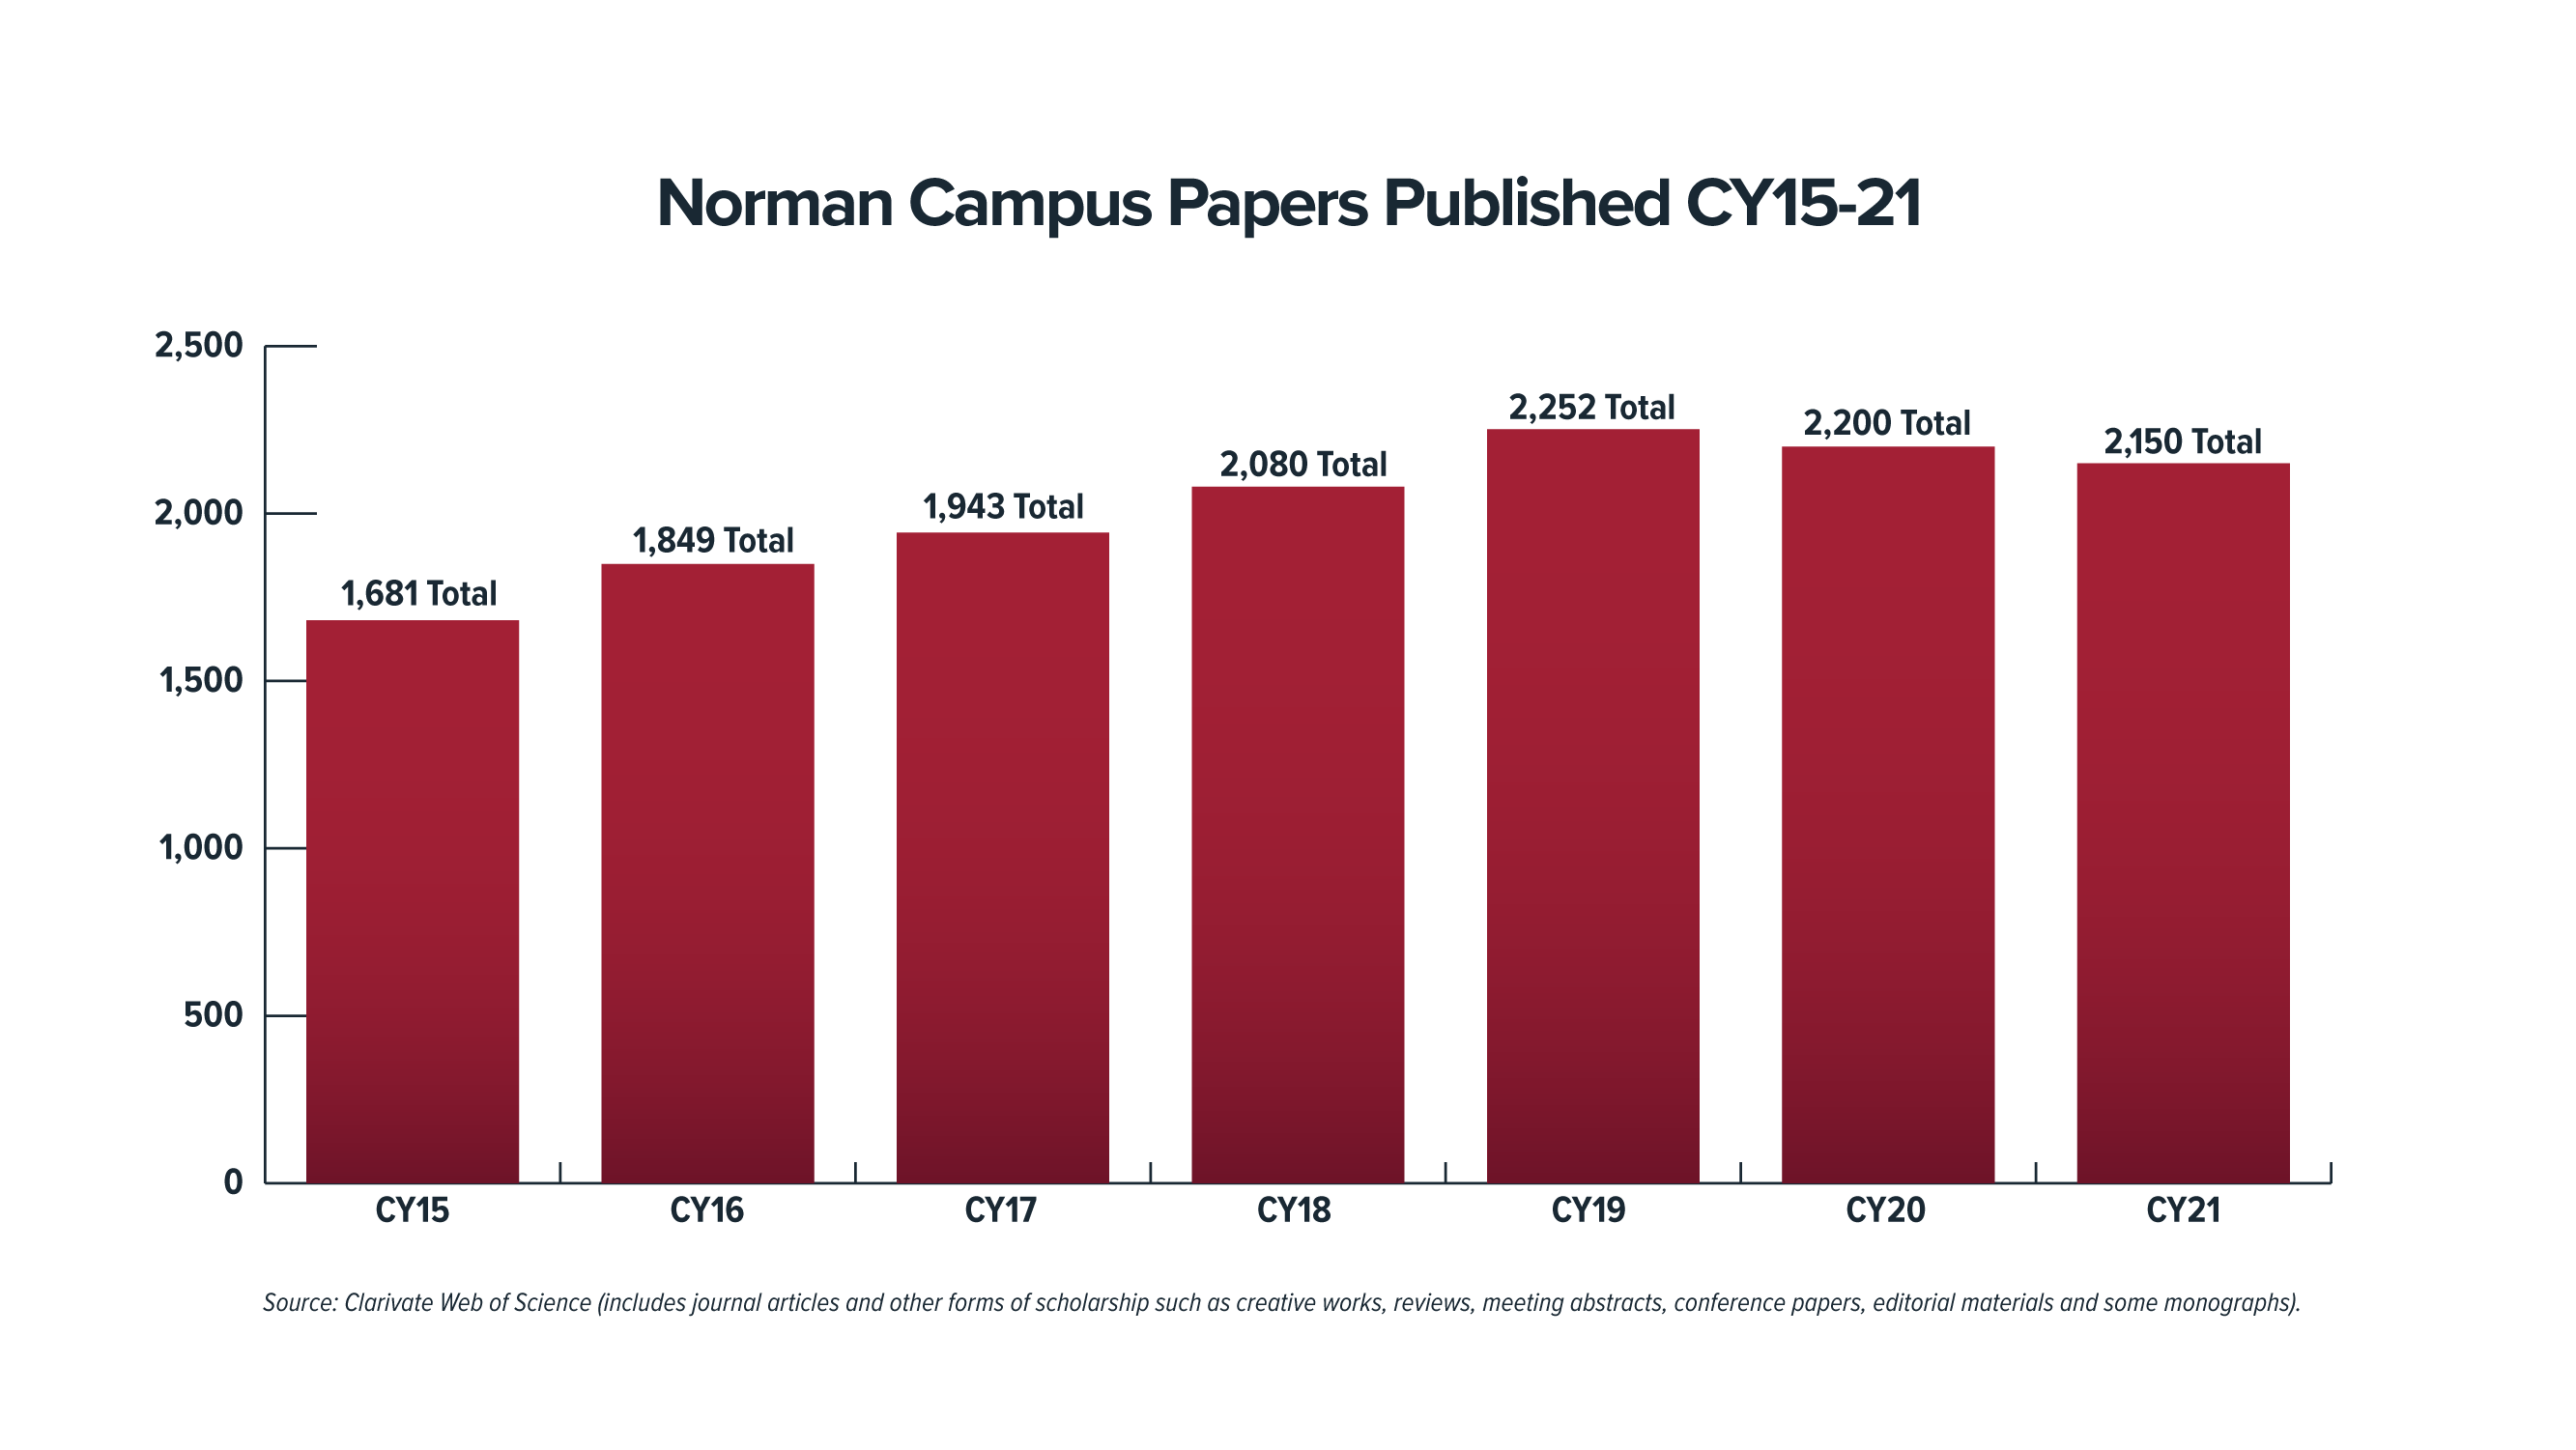 Norman Campus Papers Published CY15-21
2,500
2,000
1,500
1,000
500
0
1,681 Total
1,849 Total
1,943 Total
2,080 Total
2,252 Total
2,200 Total
2,150 Total
CY15
CY16
CY17
CY18
CY19
CY20
CY21
Source: Clarivate Web of Science (includes journal articles and other forms of scholarship such as creative works, reviews, meeting abstracts, conference papers, editorial materials and some monographs).